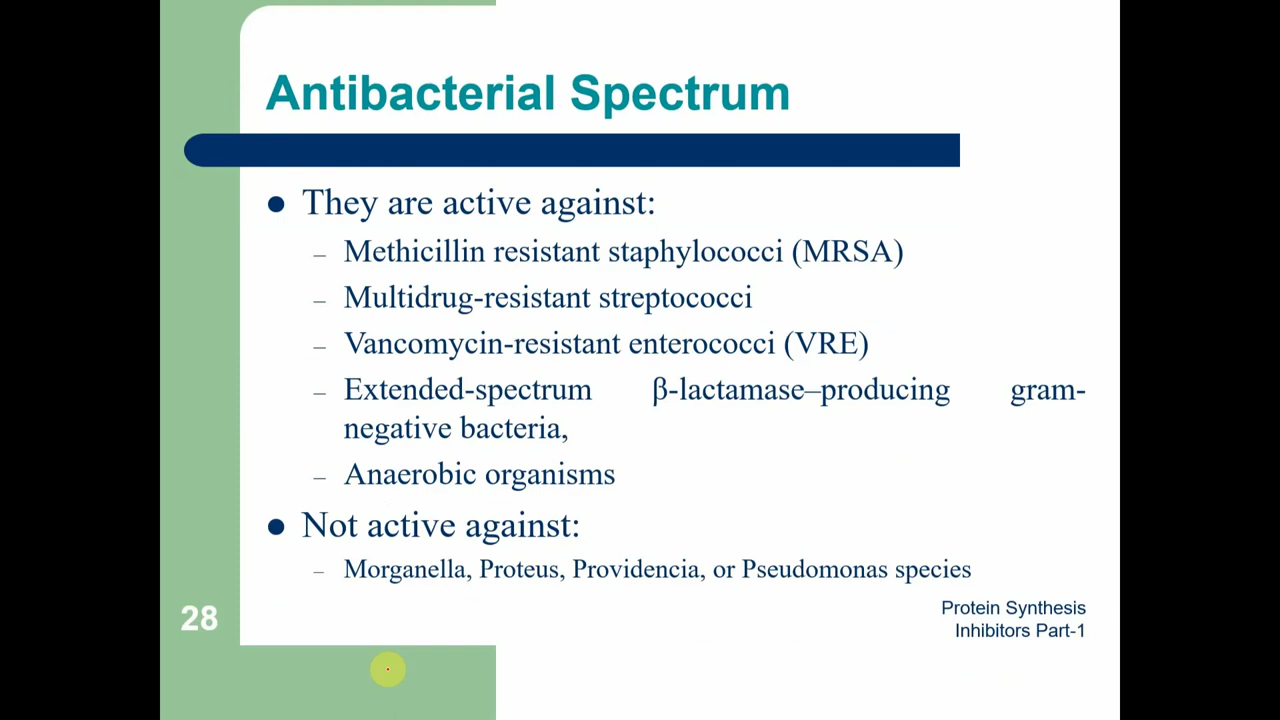 Antibacterial Spectrum
● They are active against:
– Methicillin resistant staphylococci (MRSA)
– Multidrug-resistant streptococci
– Vancomycin-resistant enterococci (VRE)
– Extended-spectrum β-lactamase–producing gram-
negative bacteria,
– Anaerobic organisms
● Not active against:
– Morganella, Proteus, Providencia, or Pseudomonas species
28
Protein Synthesis
Inhibitors Part-1